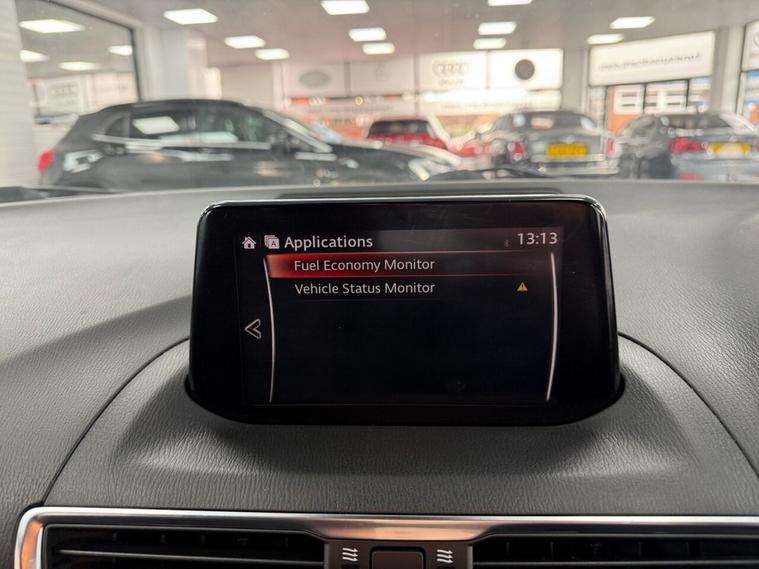 Applications 13:13
Fuel Economy Monitor
Vehicle Status Monitor